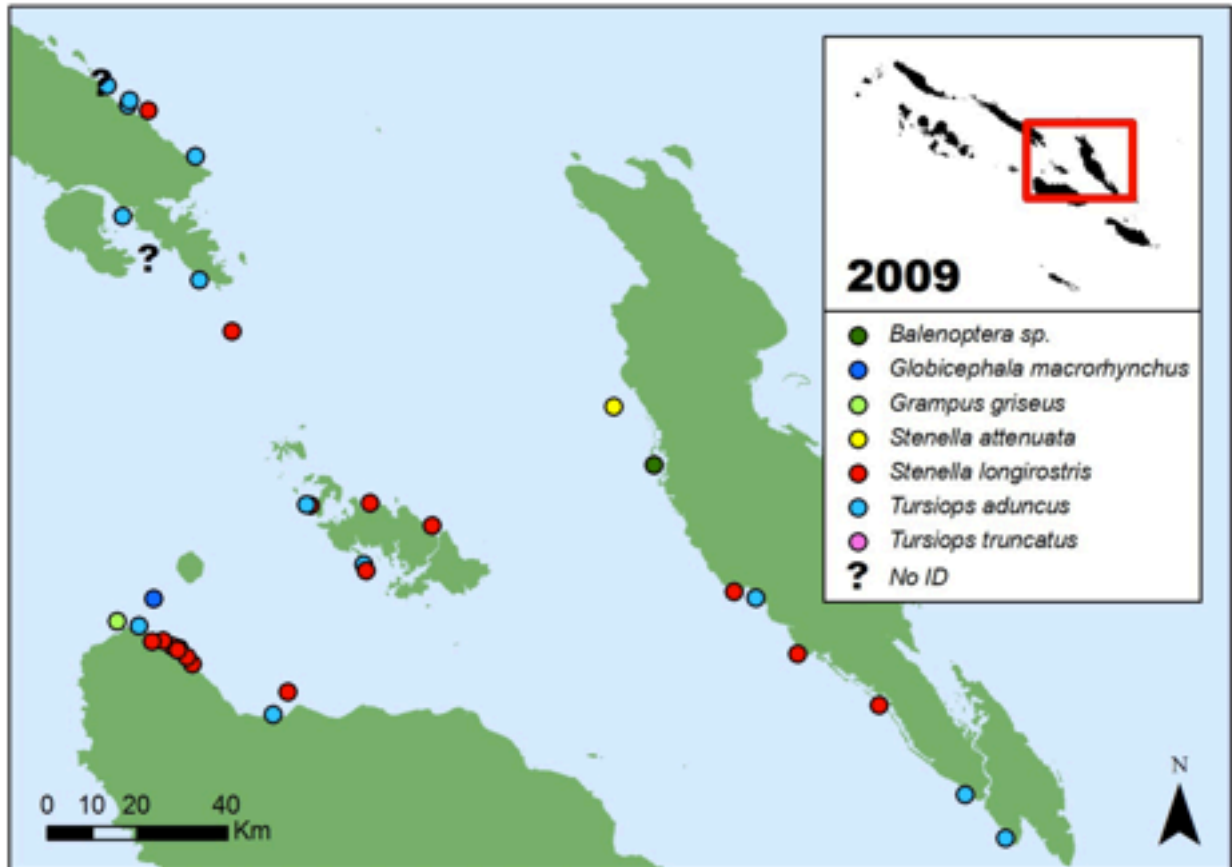 ?
?
2009
Balenoptera sp.
Globicephala macrorhynchus
Grampus griseus
Stenella attenuata
Stenella longirostris
Tursiops aduncus
Tursiops truncatus
? No ID
N
0 10 20 40
Km